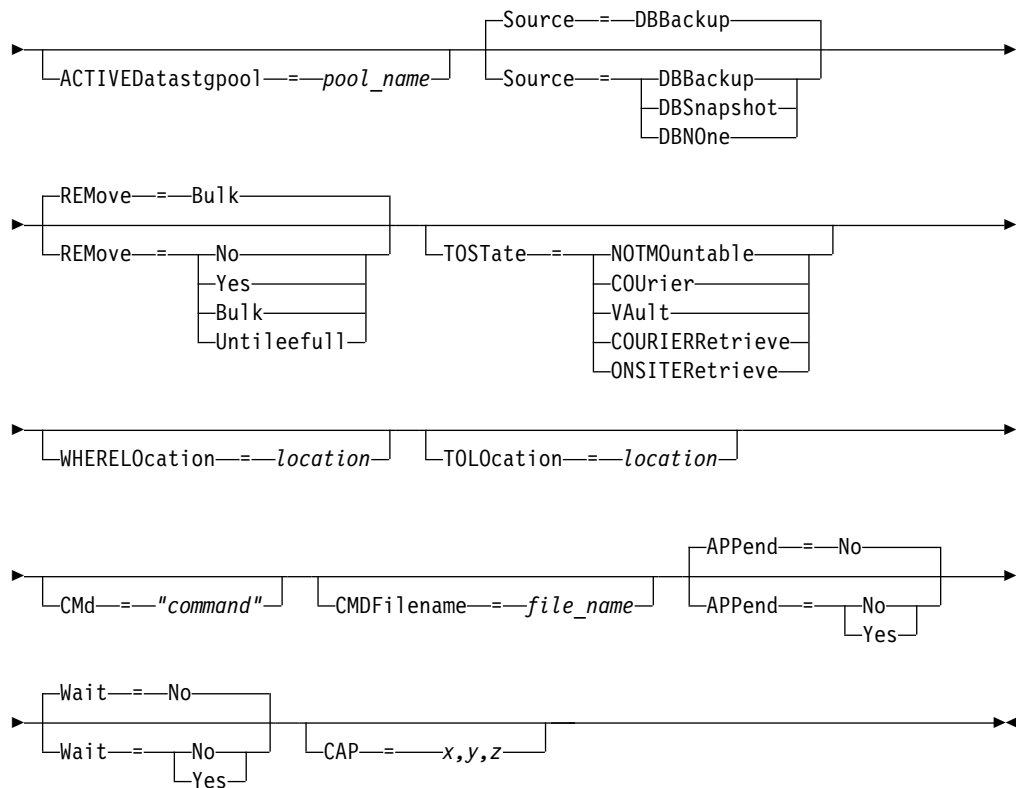 Source = DBBackup
ACTIVEDatastgpool = pool_name
Source = DBBackup
DBSnapshot
DBNOne
REMove = Bulk
REMove = No
Yes
Bulk
Untileefull
TOSTate = NOTMOuntable
COUrier
VAult
COURIERRetrieve
ONSITERetrieve
WHERELOcation = location
TOLOcation = location
CMd = "command"
CMDFilename = file_name
APPend = No
APPend = No
Yes
Wait = No
Wait = No
Yes
CAP = x,y,z